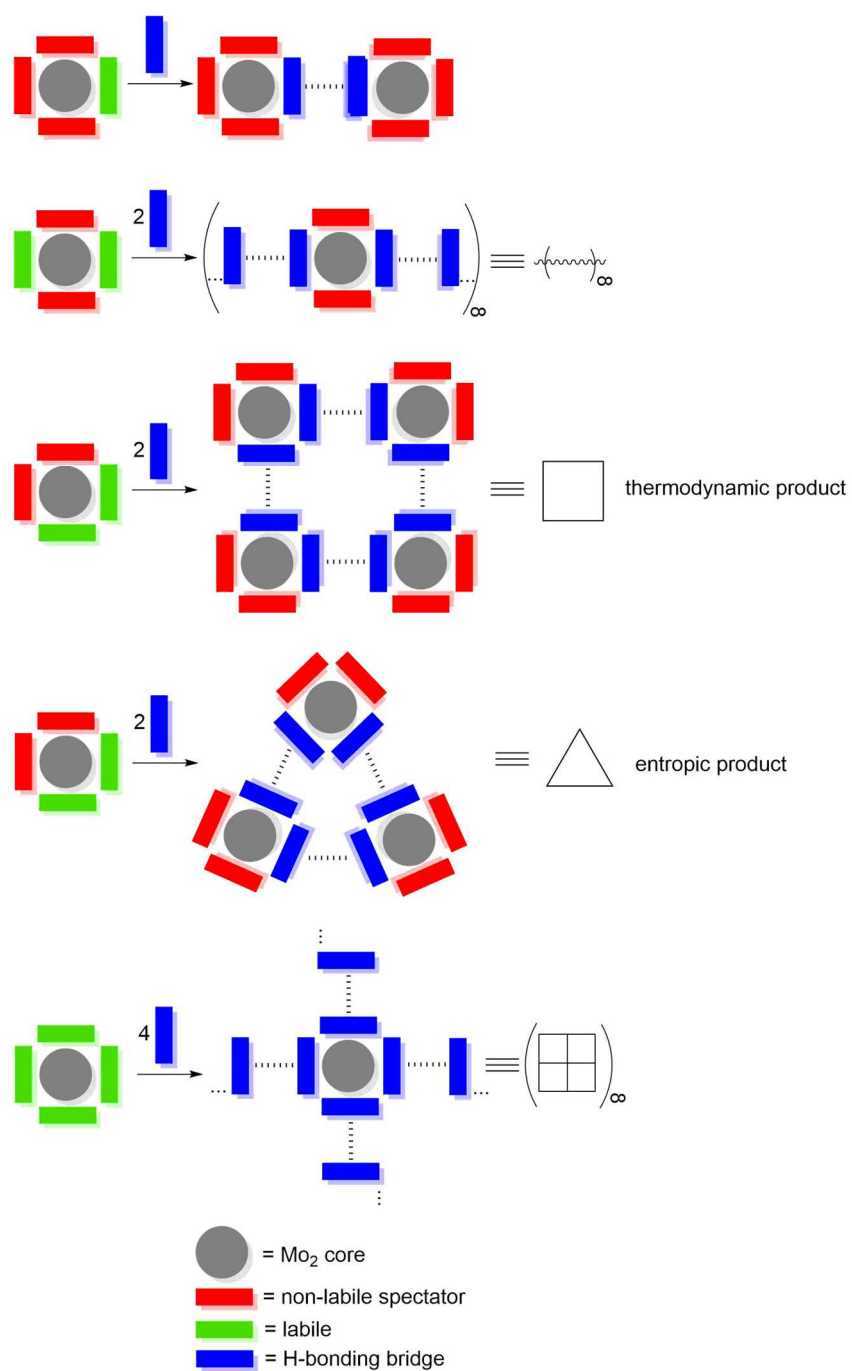 2
∞
∞
2
thermodynamic product
2
entropic product
4
∞
= Mo₂ core
= non-labile spectator
= labile
= H-bonding bridge